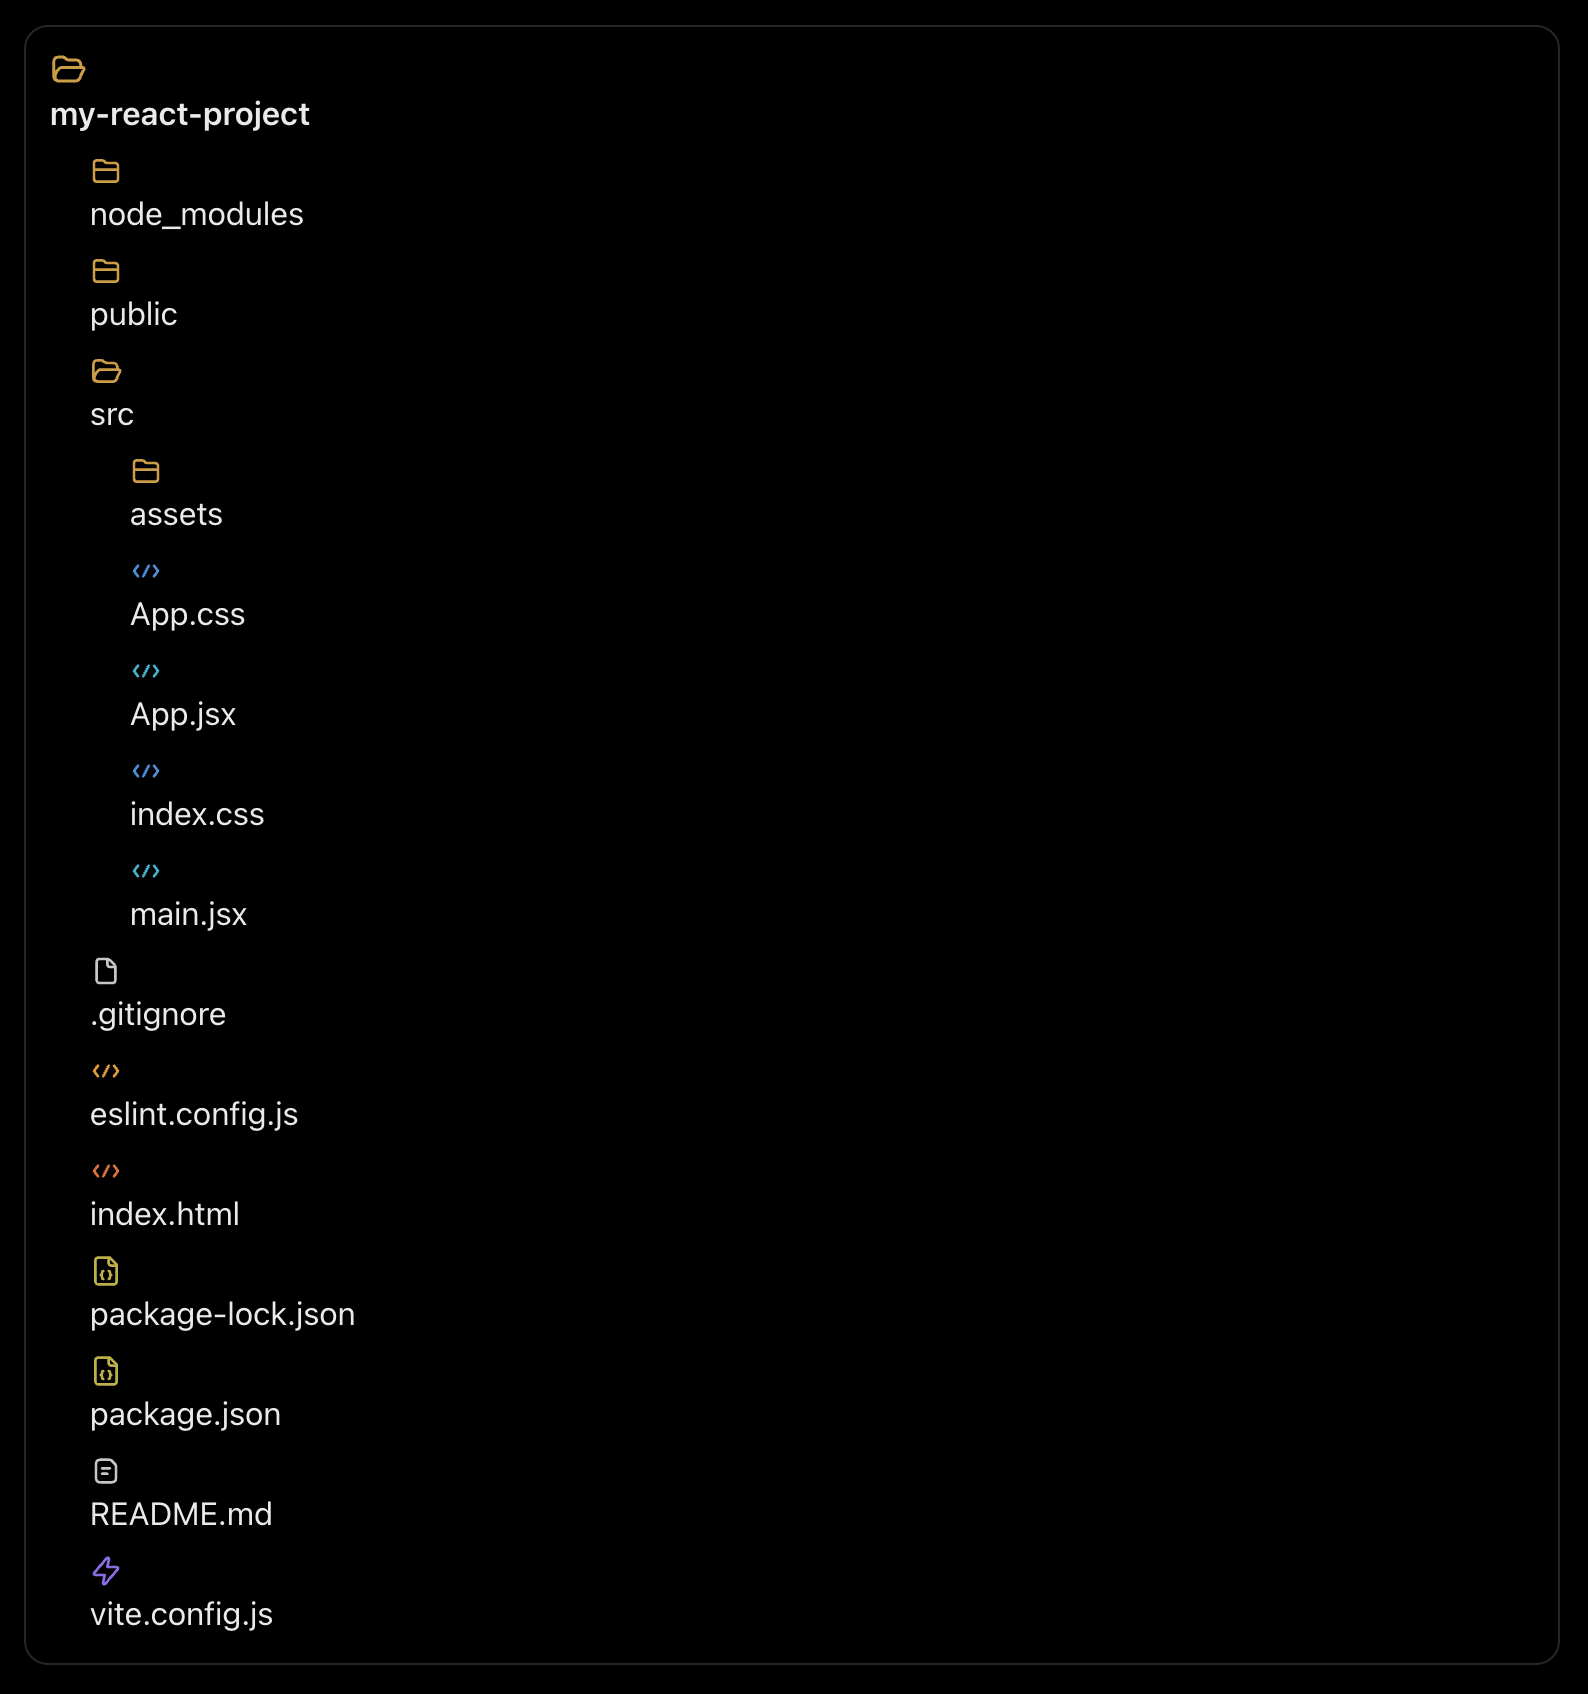 my-react-project
node_modules
public
src
assets
App.css
App.jsx
index.css
main.jsx
.gitignore
eslint.config.js
index.html
package-lock.json
package.json
README.md
vite.config.js